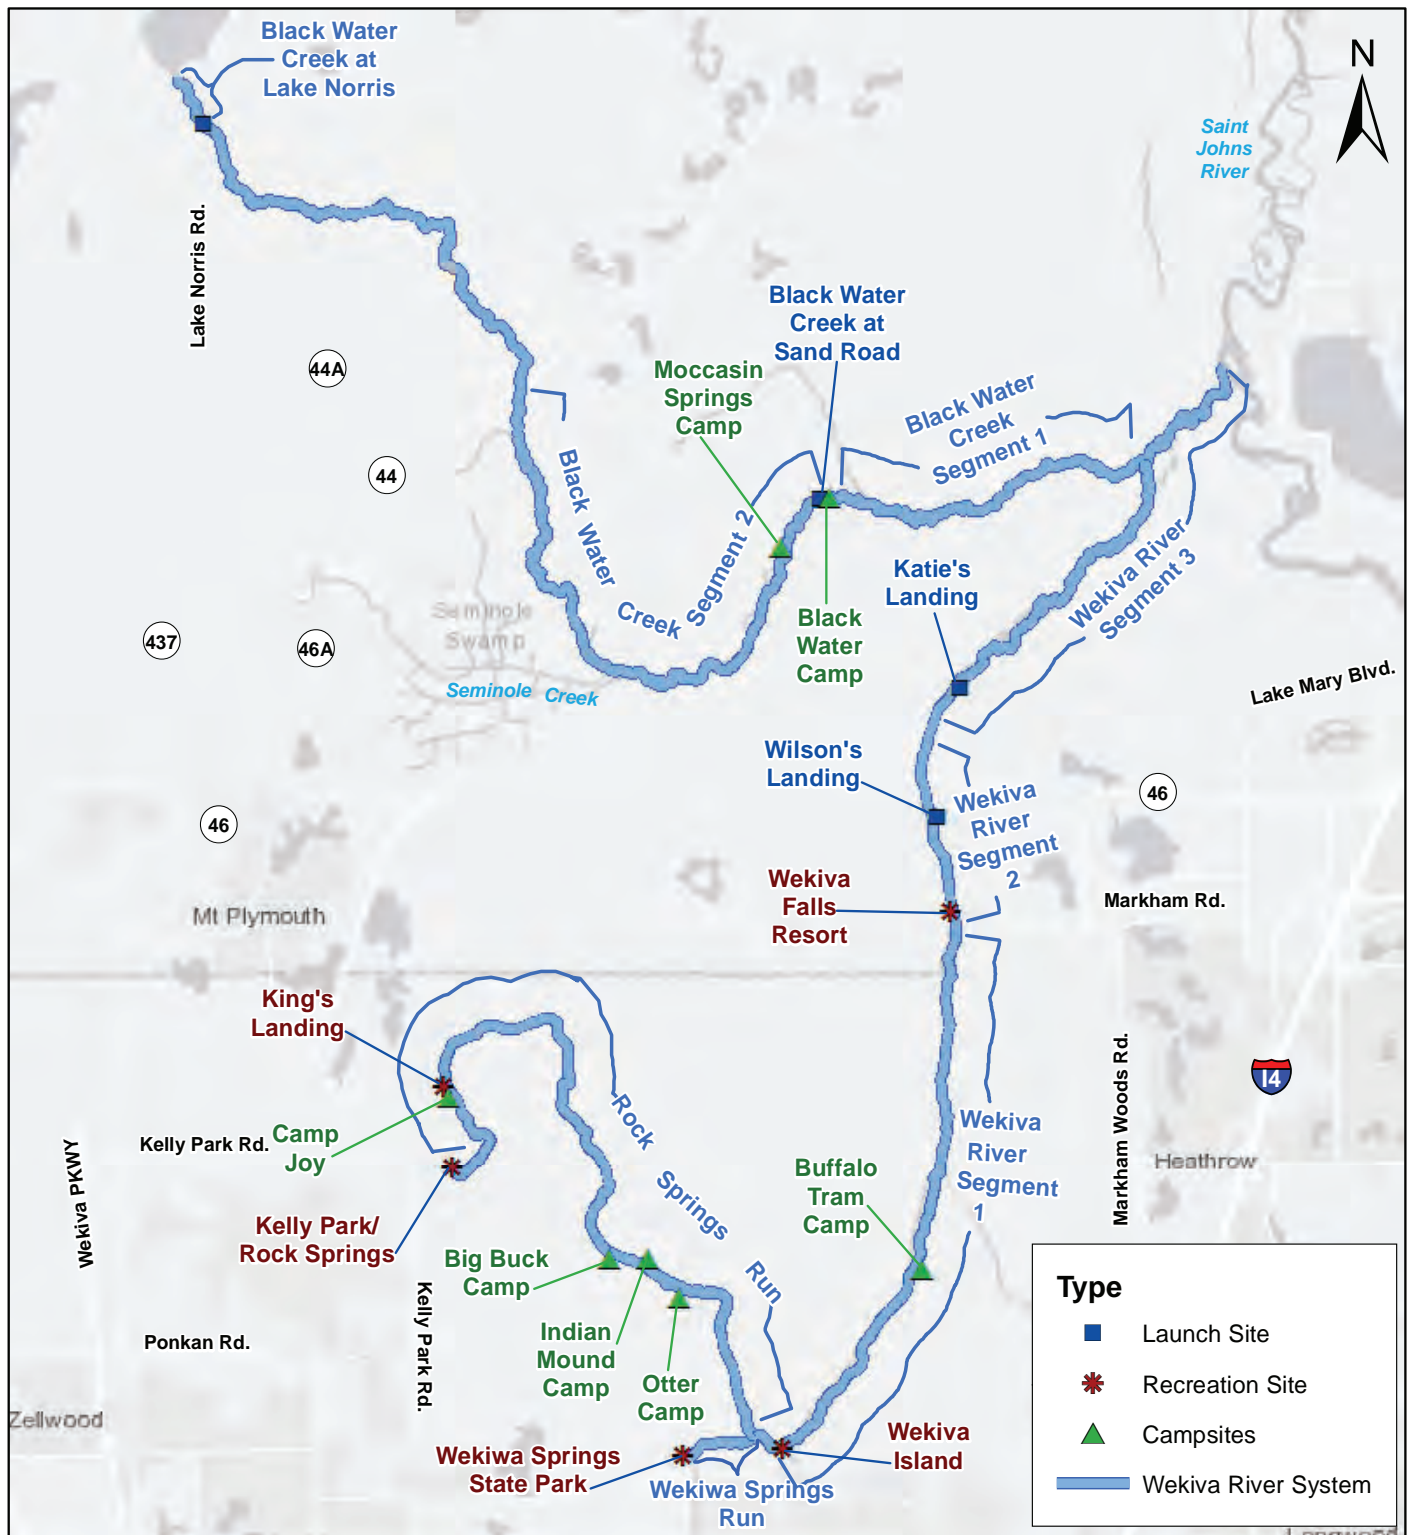 Black Water
Creek at
Lake Norris
N
Saint
Johns
River
Lake Norris Rd.
44A
Black Water
Creek at
Sand Road
Moccasin
Springs
Camp
Black Water
Creek
Segment 1
44
Black Water Creek Segment 2
Wekiva River
Segment 3
Katie's
Landing
Seminole
Swamp
Black
Water
Camp
437
46A
Seminole Creek
Lake Mary Blvd.
Wilson's
Landing
46
Wekiva
River
Segment
2
46
Wekiva
Falls
Resort
Markham Rd.
Mt Plymouth
King's
Landing
Markham Woods Rd.
I4
Rock Springs Run
Wekiva
River
Segment
1
Camp
Joy
Kelly Park Rd.
Wekiva PKWY
Heathrow
Buffalo
Tram
Camp
Kelly Park/
Rock Springs
Big Buck
Camp
Kelly Park Rd.
Ponkan Rd.
Indian
Mound
Camp
Otter
Camp
Zellwood
Wekiwa Springs
State Park
Wekiva
Island
Wekiwa Springs
Run
Type
Launch Site
Recreation Site
Campsites
Wekiva River System